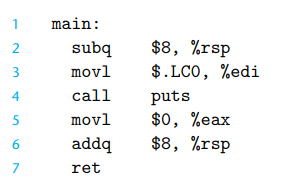 1 main:
2 subq $8, %rsp
3 movl $.LC0, %edi
4 call puts
5 movl $0, %eax
6 addq $8, %rsp
7 ret